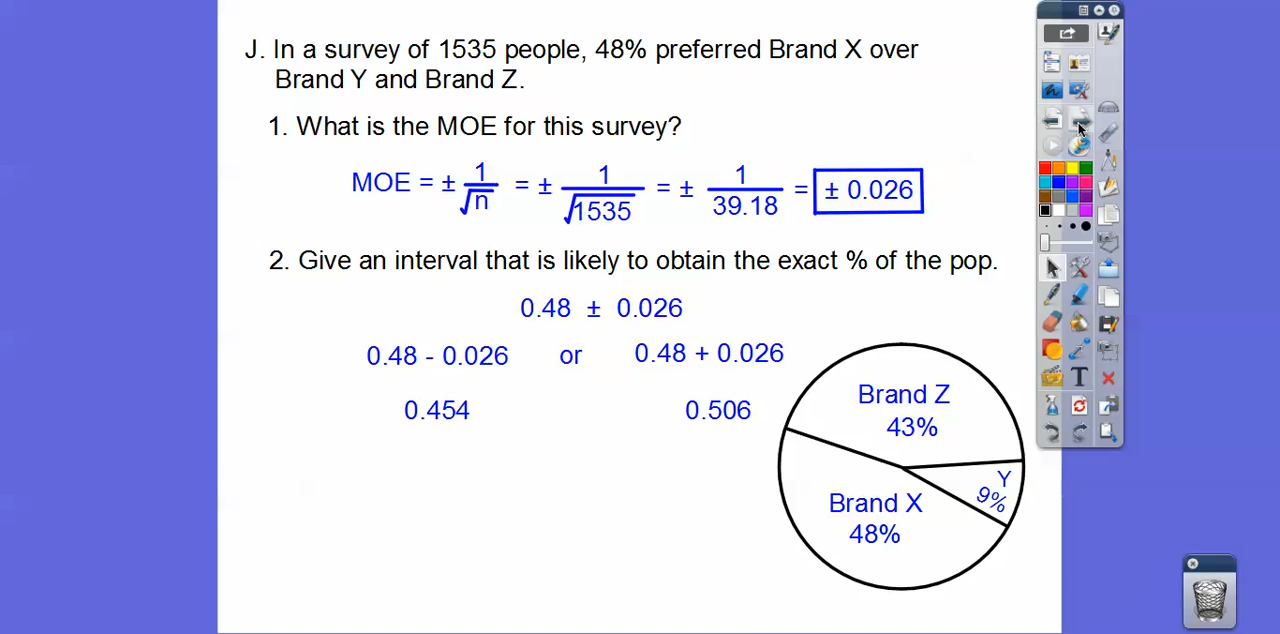 J. In a survey of 1535 people, 48% preferred Brand X over
Brand Y and Brand Z.
1. What is the MOE for this survey?
MOE = ± 1/√n = ± 1/√1535 = ± 1/39.18 = ± 0.026
2. Give an interval that is likely to obtain the exact % of the pop.
0.48 ± 0.026
0.48 - 0.026 or 0.48 + 0.026
0.454 0.506
Brand Z
43%
Y
9%
Brand X
48%
T